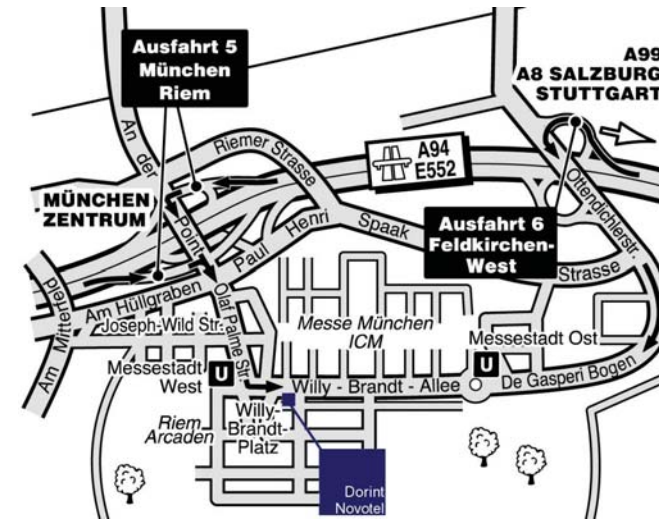 Ausfahrt 5
München
Riem
A99
A8 SALZBURG
STUTTGART
An der
Point
Riemer Strasse
A94
E552
Ottendichlerstr.
MÜNCHEN
ZENTRUM
Paul Henri Spaak Strasse
Ausfahrt 6
Feldkirchen-
West
Am Mitterfeld
Am Hüllgraben
Olaf Palme Str.
Joseph-Wild Str.
Messe München
ICM
Messestadt Ost
U
Messestadt
West
U
Willy - Brandt - Allee
De Gasperi Bogen
Riem
Arcaden
Willy-
Brandt-
Platz
Dorint
Novotel